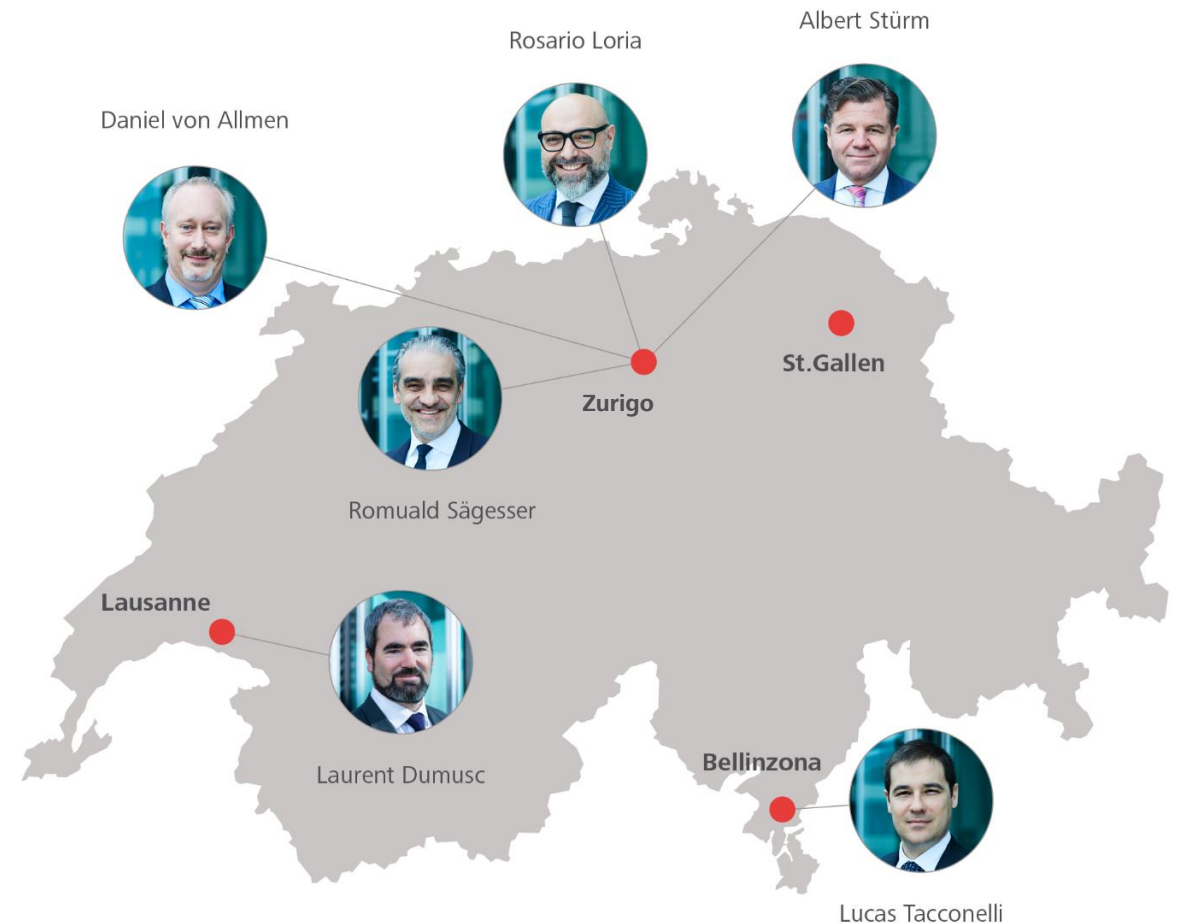 Albert Stürm
Rosario Loria
Daniel von Allmen
St.Gallen
Zurigo
Romuald Sägesser
Lausanne
Laurent Dumusc
Bellinzona
Lucas Tacconelli